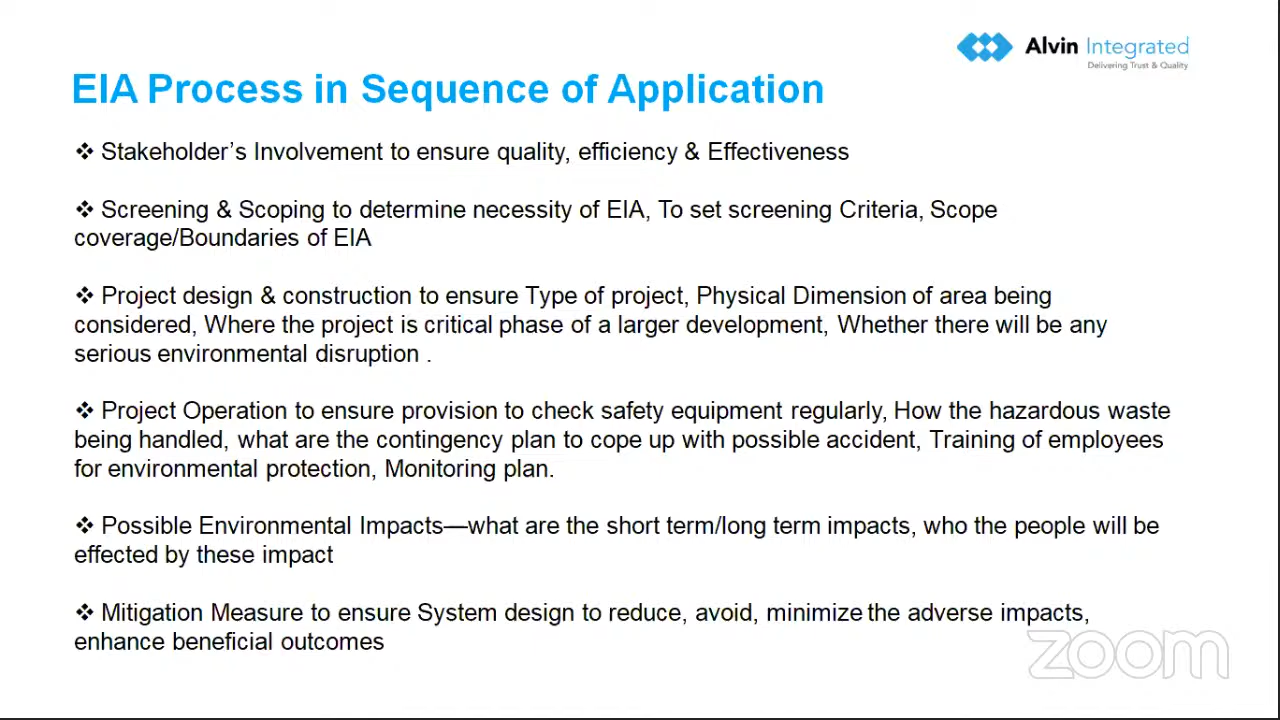 Alvin Integrated
Delivering Trust & Quality
EIA Process in Sequence of Application
❖ Stakeholder’s Involvement to ensure quality, efficiency & Effectiveness
❖ Screening & Scoping to determine necessity of EIA, To set screening Criteria, Scope
coverage/Boundaries of EIA
❖ Project design & construction to ensure Type of project, Physical Dimension of area being
considered, Where the project is critical phase of a larger development, Whether there will be any
serious environmental disruption .
❖ Project Operation to ensure provision to check safety equipment regularly, How the hazardous waste
being handled, what are the contingency plan to cope up with possible accident, Training of employees
for environmental protection, Monitoring plan.
❖ Possible Environmental Impacts—what are the short term/long term impacts, who the people will be
effected by these impact
❖ Mitigation Measure to ensure System design to reduce, avoid, minimize the adverse impacts,
enhance beneficial outcomes
zoom